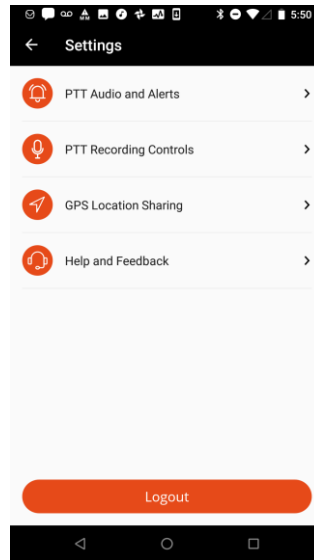 5:50
Settings
PTT Audio and Alerts
PTT Recording Controls
GPS Location Sharing
Help and Feedback
Logout